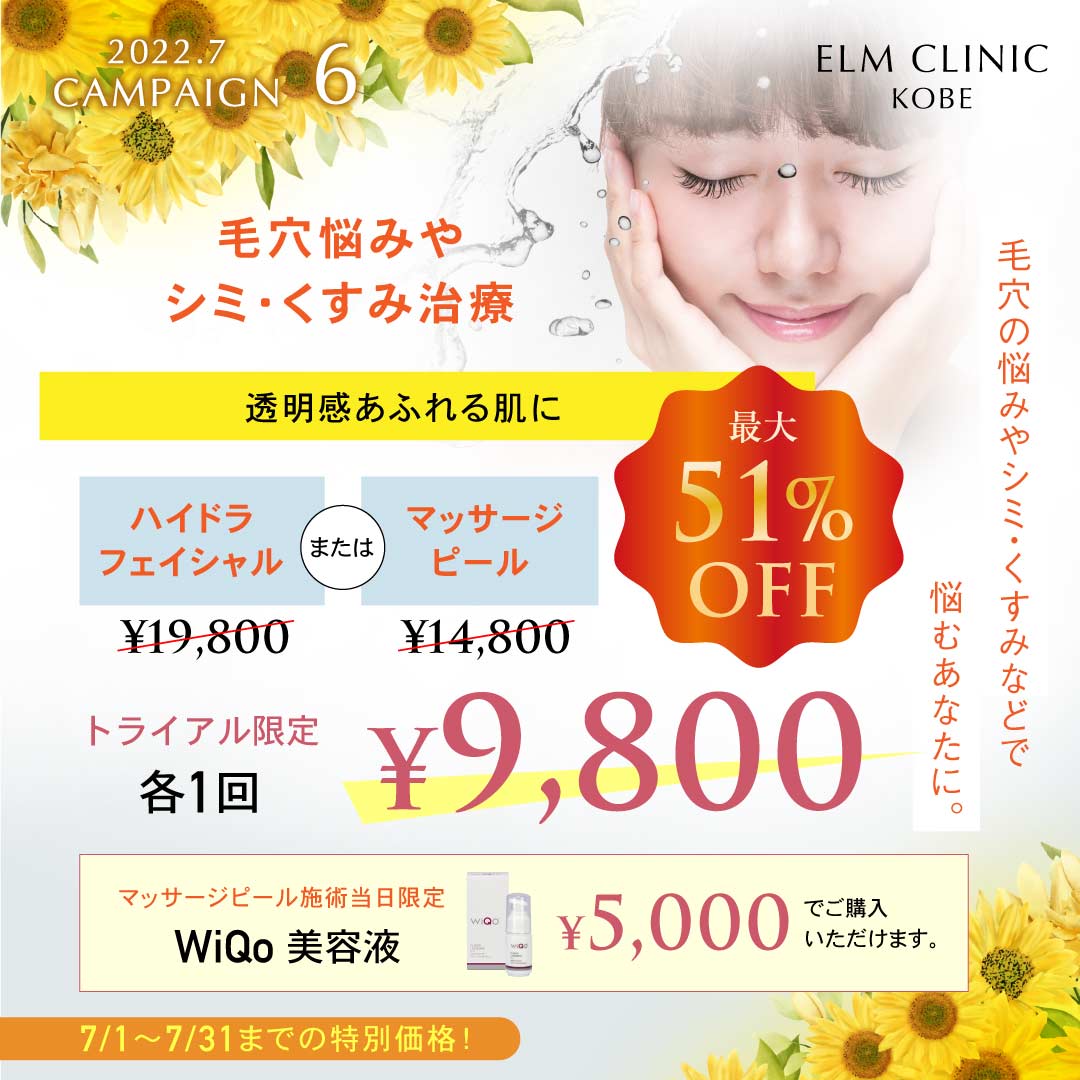 2022.7
CAMPAIGN 6
ELM CLINIC
KOBE
毛穴悩みや
シミ・くすみ治療
毛穴の悩みやシミ・くすみなどで
悩むあなたに。
透明感あふれる肌に
最大
51%
OFF
ハイドラ
フェイシャル
または
マッサージ
ピール
¥19,800
¥14,800
トライアル限定
各1回
¥9,800
マッサージピール施術当日限定
WiQo 美容液
WiQo
WiQo
¥5,000
でご購入
いただけます。
7/1～7/31までの特別価格！